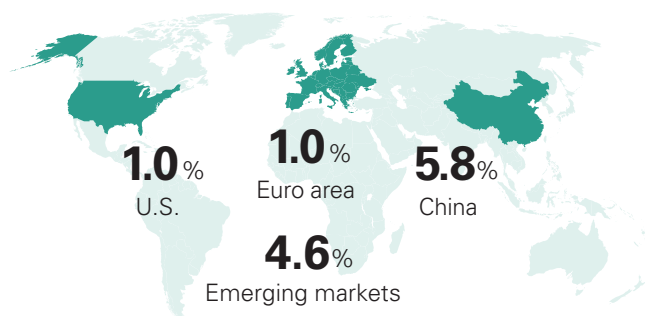 1.0%
U.S.
1.0%
Euro area
5.8%
China
4.6%
Emerging markets